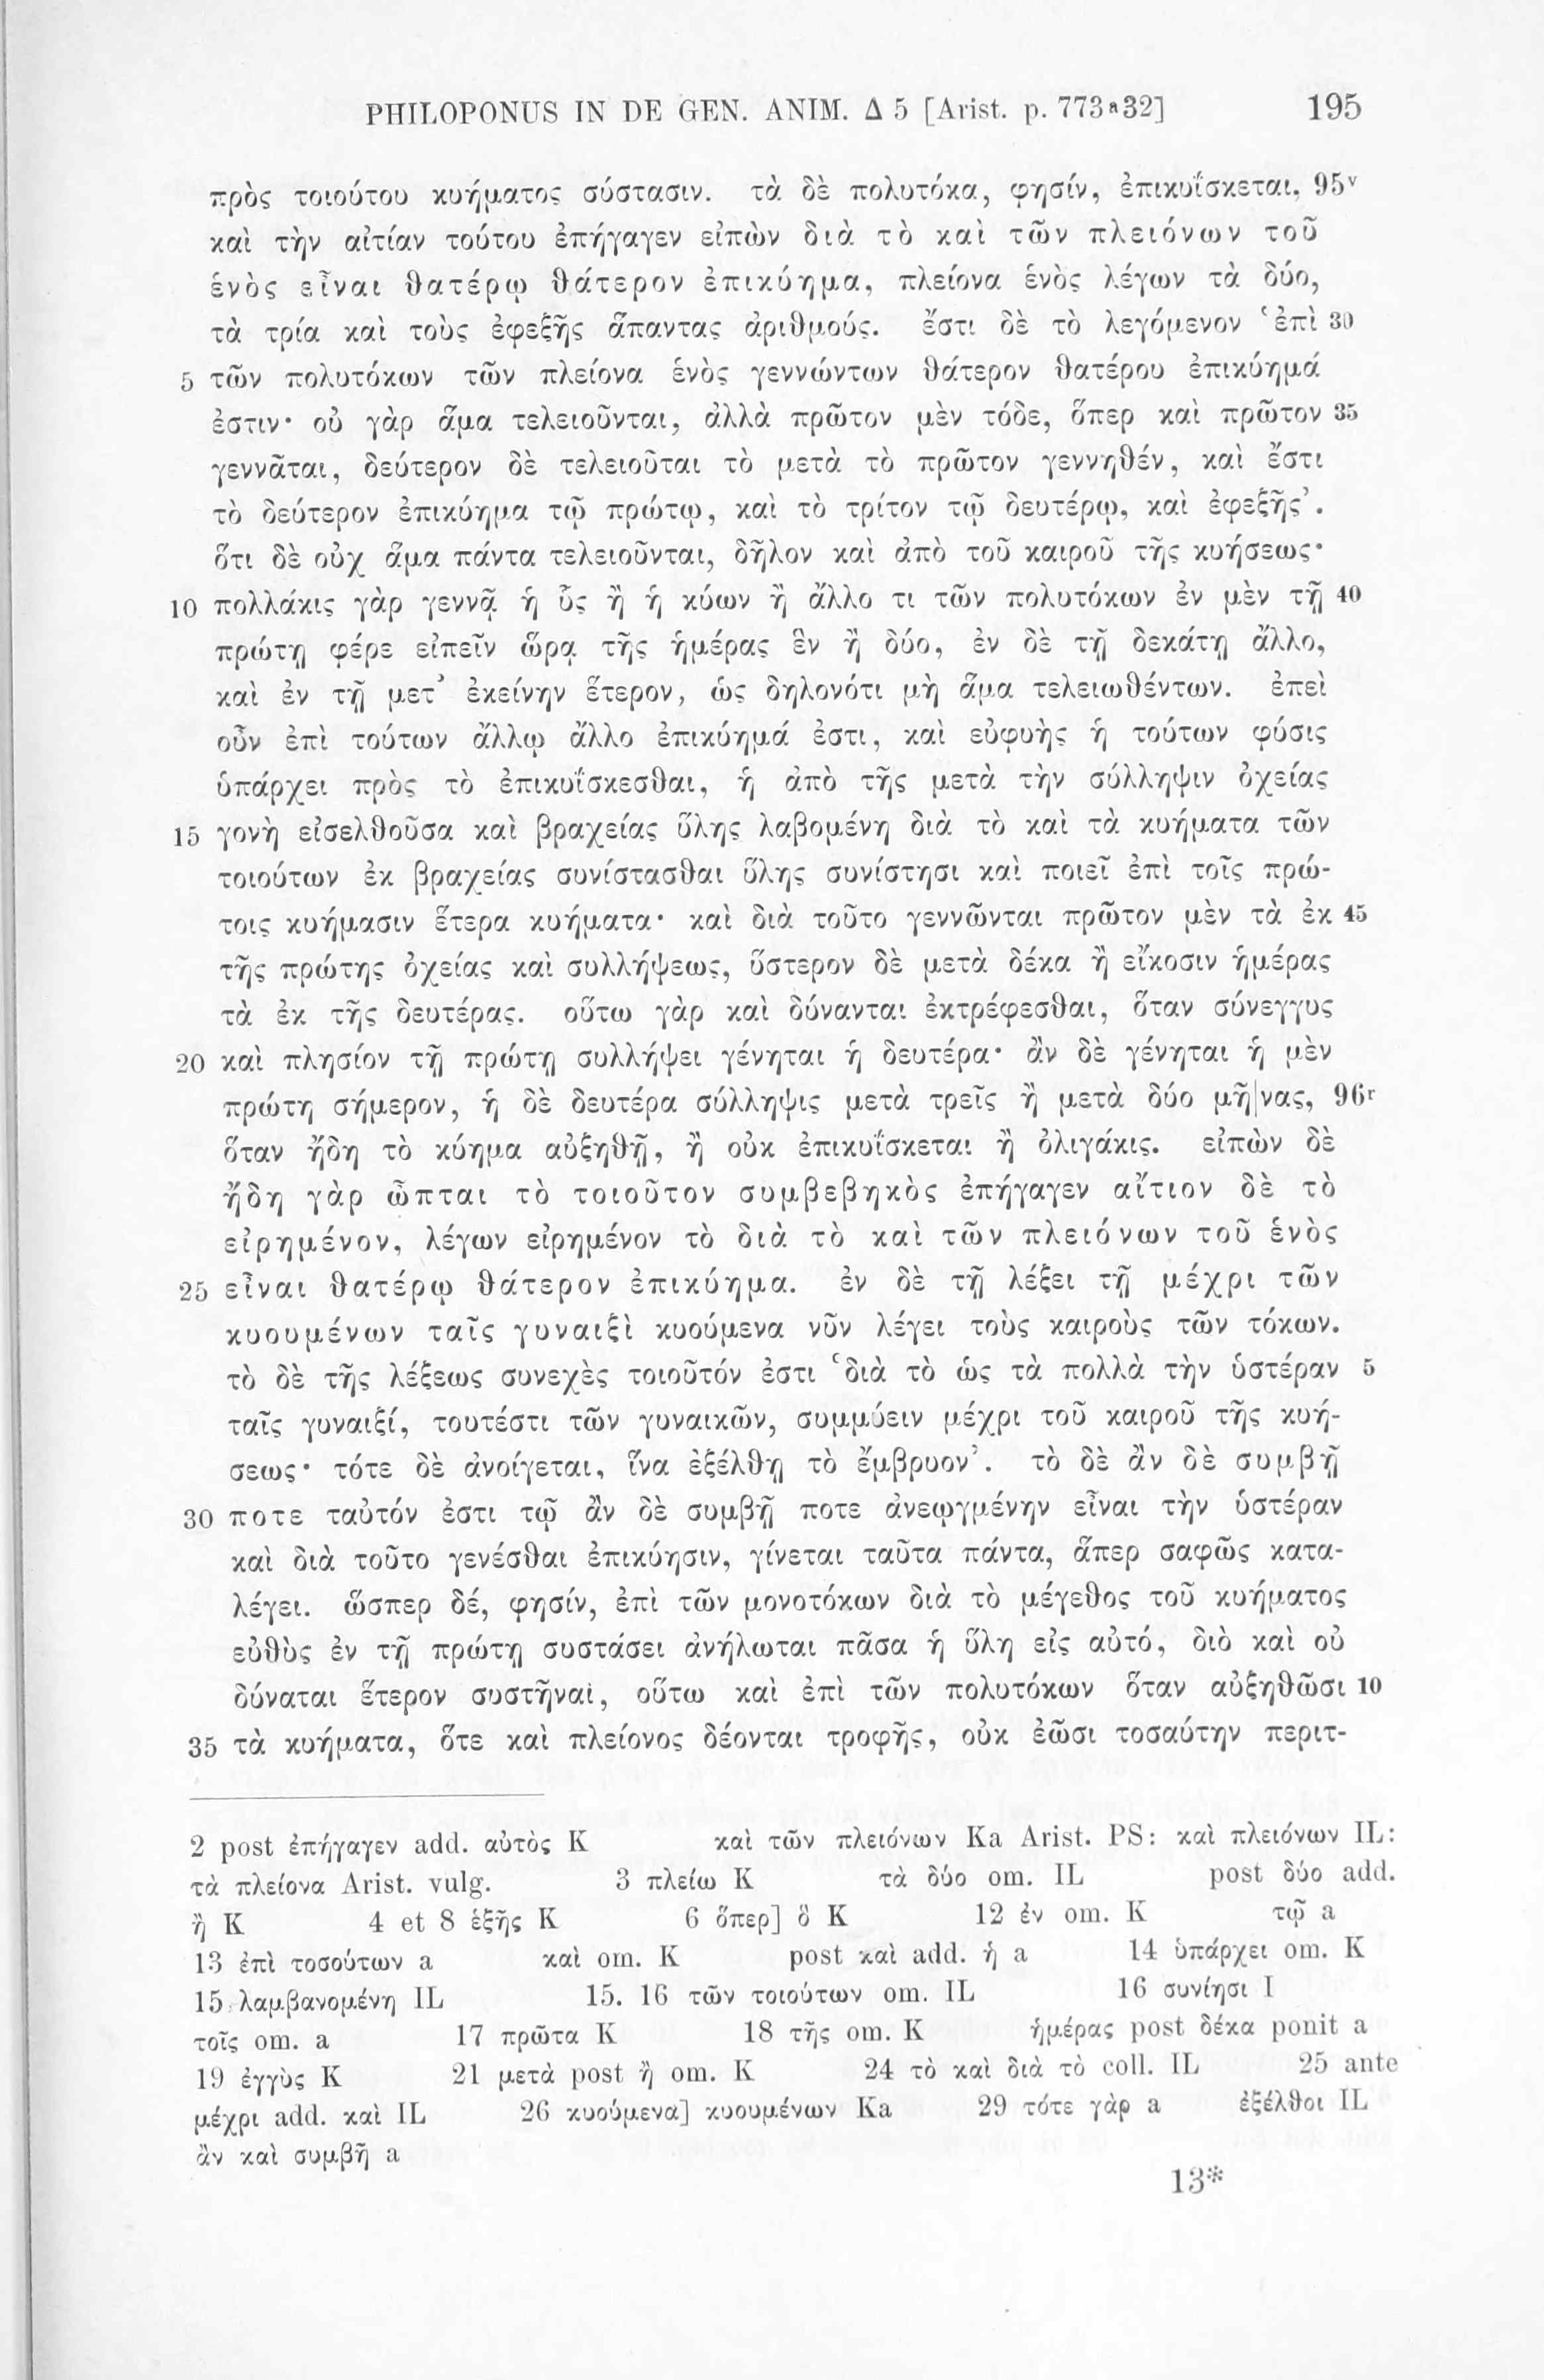 PHILOPONUS IN DE GEN. ANIM. Δ 5 [Arist. p. 773a32] 195
πρὸς τοιούτου κυήματος σύστασιν. τὰ δὲ πολυτόκα, φησίν, ἐπικυΐσκεται, 95v
καὶ τὴν αἰτίαν τούτου ἐπήγαγεν εἰπὼν διὰ τὸ καὶ τῶν πλειόνων τοῦ
ἑνὸς εἶναι θατέρῳ θάτερον ἐπικύημα, πλείονα ἑνὸς λέγων τὰ δύο,
τὰ τρία καὶ τοὺς ἐφεξῆς ἅπαντας ἀριθμούς. ἔστι δὲ τὸ λεγόμενον ‘ἐπὶ 30
5 τῶν πολυτόκων τῶν πλείονα ἑνὸς γεννώντων θάτερον θατέρου ἐπικύημά
ἐστιν· οὐ γὰρ ἅμα τελειοῦνται, ἀλλὰ πρῶτον μὲν τόδε, ὅπερ καὶ πρῶτον 35
γεννᾶται, δεύτερον δὲ τελειοῦται τὸ μετὰ τὸ πρῶτον γεννηθέν, καὶ ἔστι
τὸ δεύτερον ἐπικύημα τῷ πρώτῳ, καὶ τὸ τρίτον τῷ δευτέρῳ, καὶ ἐφεξῆς’.
ὅτι δὲ οὐχ ἅμα πάντα τελειοῦνται, δῆλον καὶ ἀπὸ τοῦ καιροῦ τῆς κυήσεως·
10 πολλάκις γὰρ γεννᾷ ἡ ὗς ἢ ἡ κύων ἢ ἄλλο τι τῶν πολυτόκων ἐν μὲν τῇ 40
πρώτῃ φέρε εἰπεῖν ὥρᾳ τῆς ἡμέρας ἓν ἢ δύο, ἐν δὲ τῇ δεκάτῃ ἄλλο,
καὶ ἐν τῇ μετ’ ἐκείνην ἕτερον, ὡς δηλονότι μὴ ἅμα τελειωθέντων. ἐπεὶ
οὖν ἐπὶ τούτων ἄλλῳ ἄλλο ἐπικύημά ἐστι, καὶ εὐφυὴς ἡ τούτων φύσις
ὑπάρχει πρὸς τὸ ἐπικυΐσκεσθαι, ἡ ἀπὸ τῆς μετὰ τὴν σύλληψιν ὀχείας
15 γονὴ εἰσελθοῦσα καὶ βραχείας ὕλης λαβομένη διὰ τὸ καὶ τὰ κυήματα τῶν
τοιούτων ἐκ βραχείας συνίστασθαι ὕλης συνίστησι καὶ ποιεῖ ἐπὶ τοῖς πρώ-
τοις κυήμασιν ἕτερα κυήματα· καὶ διὰ τοῦτο γεννῶνται πρῶτον μὲν τὰ ἐκ 45
τῆς πρώτης ὀχείας καὶ συλλήψεως, ὕστερον δὲ μετὰ δέκα ἢ εἴκοσιν ἡμέρας
τὰ ἐκ τῆς δευτέρας. οὕτω γὰρ καὶ δύνανται ἐκτρέφεσθαι, ὅταν σύνεγγυς
20 καὶ πλησίον τῇ πρώτῃ συλλήψει γένηται ἡ δευτέρα· ἂν δὲ γένηται ἡ μὲν
πρώτη σήμερον, ἡ δὲ δευτέρα σύλληψις μετὰ τρεῖς ἢ μετὰ δύο μῆ|νας, 96r
ὅταν ἤδη τὸ κύημα αὐξηθῇ, ἢ οὐκ ἐπικυΐσκεται ἢ ὀλιγάκις. εἰπὼν δὲ
ἤδη γὰρ ὦπται τὸ τοιοῦτον συμβεβηκὸς ἐπήγαγεν αἴτιον δὲ τὸ
εἰρημένον, λέγων εἰρημένον τὸ διὰ τὸ καὶ τῶν πλειόνων τοῦ ἑνὸς
25 εἶναι θατέρῳ θάτερον ἐπικύημα. ἐν δὲ τῇ λέξει τῇ μέχρι τῶν
κυουμένων ταῖς γυναιξὶ κυούμενα νῦν λέγει τοὺς καιροὺς τῶν τόκων.
τὸ δὲ τῆς λέξεως συνεχὲς τοιοῦτόν ἐστι ‘διὰ τὸ ὡς τὰ πολλὰ τὴν ὑστέραν 5
ταῖς γυναιξί, τουτέστι τῶν γυναικῶν, συμμύειν μέχρι τοῦ καιροῦ τῆς κυή-
σεως· τότε δὲ ἀνοίγεται, ἵνα ἐξέλθῃ τὸ ἔμβρυον’. τὸ δὲ ἂν δὲ συμβῇ
30 ποτε ταὐτόν ἐστι τῷ ἂν δὲ συμβῇ ποτε ἀνεῳγμένην εἶναι τὴν ὑστέραν
καὶ διὰ τοῦτο γενέσθαι ἐπικύησιν, γίνεται ταῦτα πάντα, ἅπερ σαφῶς κατα-
λέγει. ὥσπερ δέ, φησίν, ἐπὶ τῶν μονοτόκων διὰ τὸ μέγεθος τοῦ κυήματος
εὐθὺς ἐν τῇ πρώτῃ συστάσει ἀνήλωται πᾶσα ἡ ὕλη εἰς αὐτό, διὸ καὶ οὐ
δύναται ἕτερον συστῆναι, οὕτω καὶ ἐπὶ τῶν πολυτόκων ὅταν αὐξηθῶσι 10
35 τὰ κυήματα, ὅτε καὶ πλείονος δέονται τροφῆς, οὐκ ἐῶσι τοσαύτην περιτ-
2 post ἐπήγαγεν add. αὐτὸς K καὶ τῶν πλειόνων Ka Arist. PS: καὶ πλειόνων IL:
τὰ πλείονα Arist. vulg. 3 πλείω K τὰ δύο om. IL post δύο add.
ἢ K 4 et 8 ἑξῆς K 6 ὅπερ] ὃ K 12 ἐν om. K τῷ a
13 ἐπὶ τοσούτων a καὶ om. K post καὶ add. ἡ a 14 ὑπάρχει om. K
15 λαμβανομένη IL 15. 16 τῶν τοιούτων om. IL 16 συνίησι I
τοῖς om. a 17 πρῶτα K 18 τῆς om. K ἡμέρας post δέκα ponit a
19 ἐγγὺς K 21 μετὰ post ἢ om. K 24 τὸ καὶ διὰ τὸ coll. IL 25 ante
μέχρι add. καὶ IL 26 κυούμενα] κυουμένων Ka 29 τότε γὰρ a ἐξέλθοι IL
ἂν καὶ συμβῇ a
13*